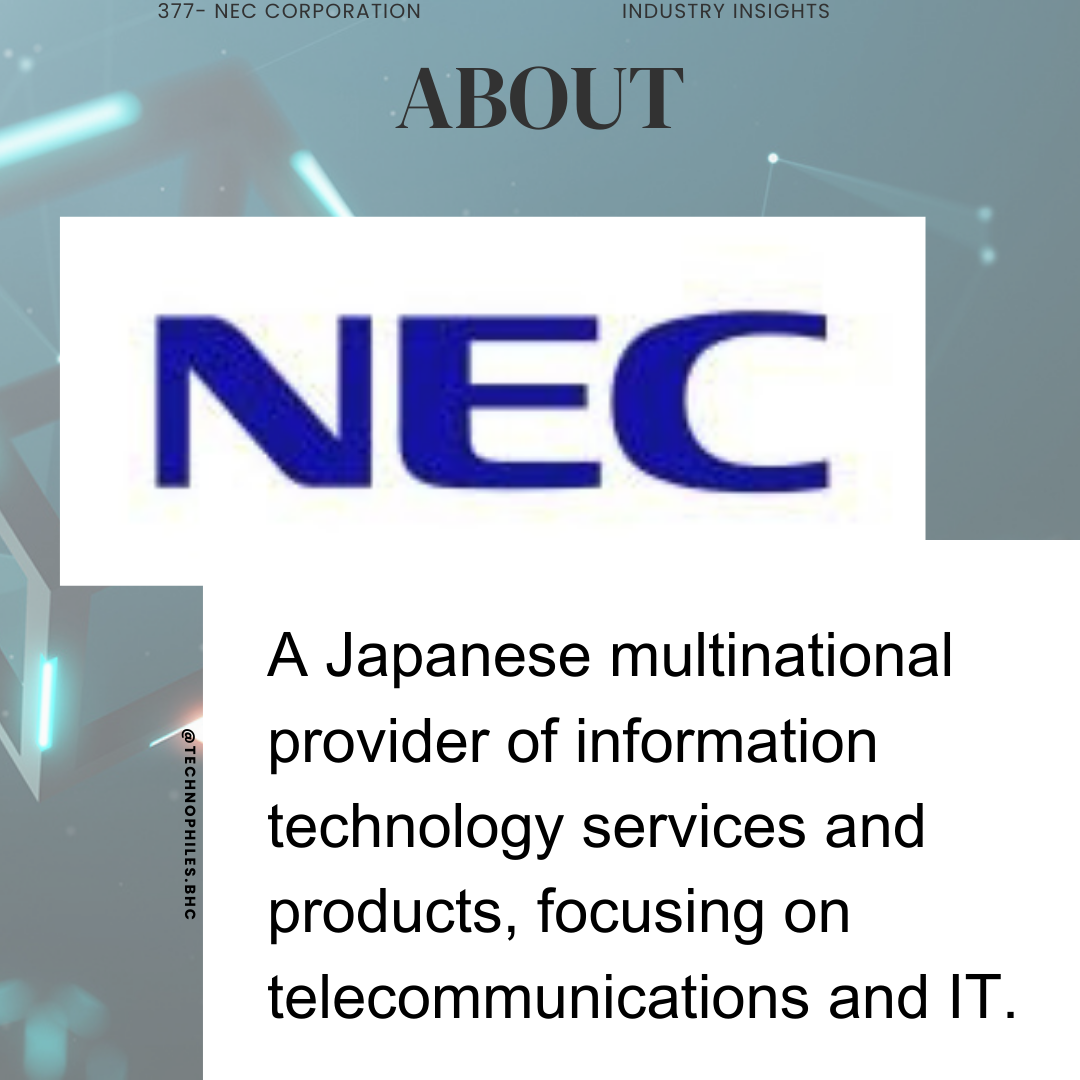 377- NEC CORPORATION
INDUSTRY INSIGHTS
ABOUT
NEC
A Japanese multinational
provider of information
technology services and
products, focusing on
telecommunications and IT.
@TECHNOPHILES.BHC